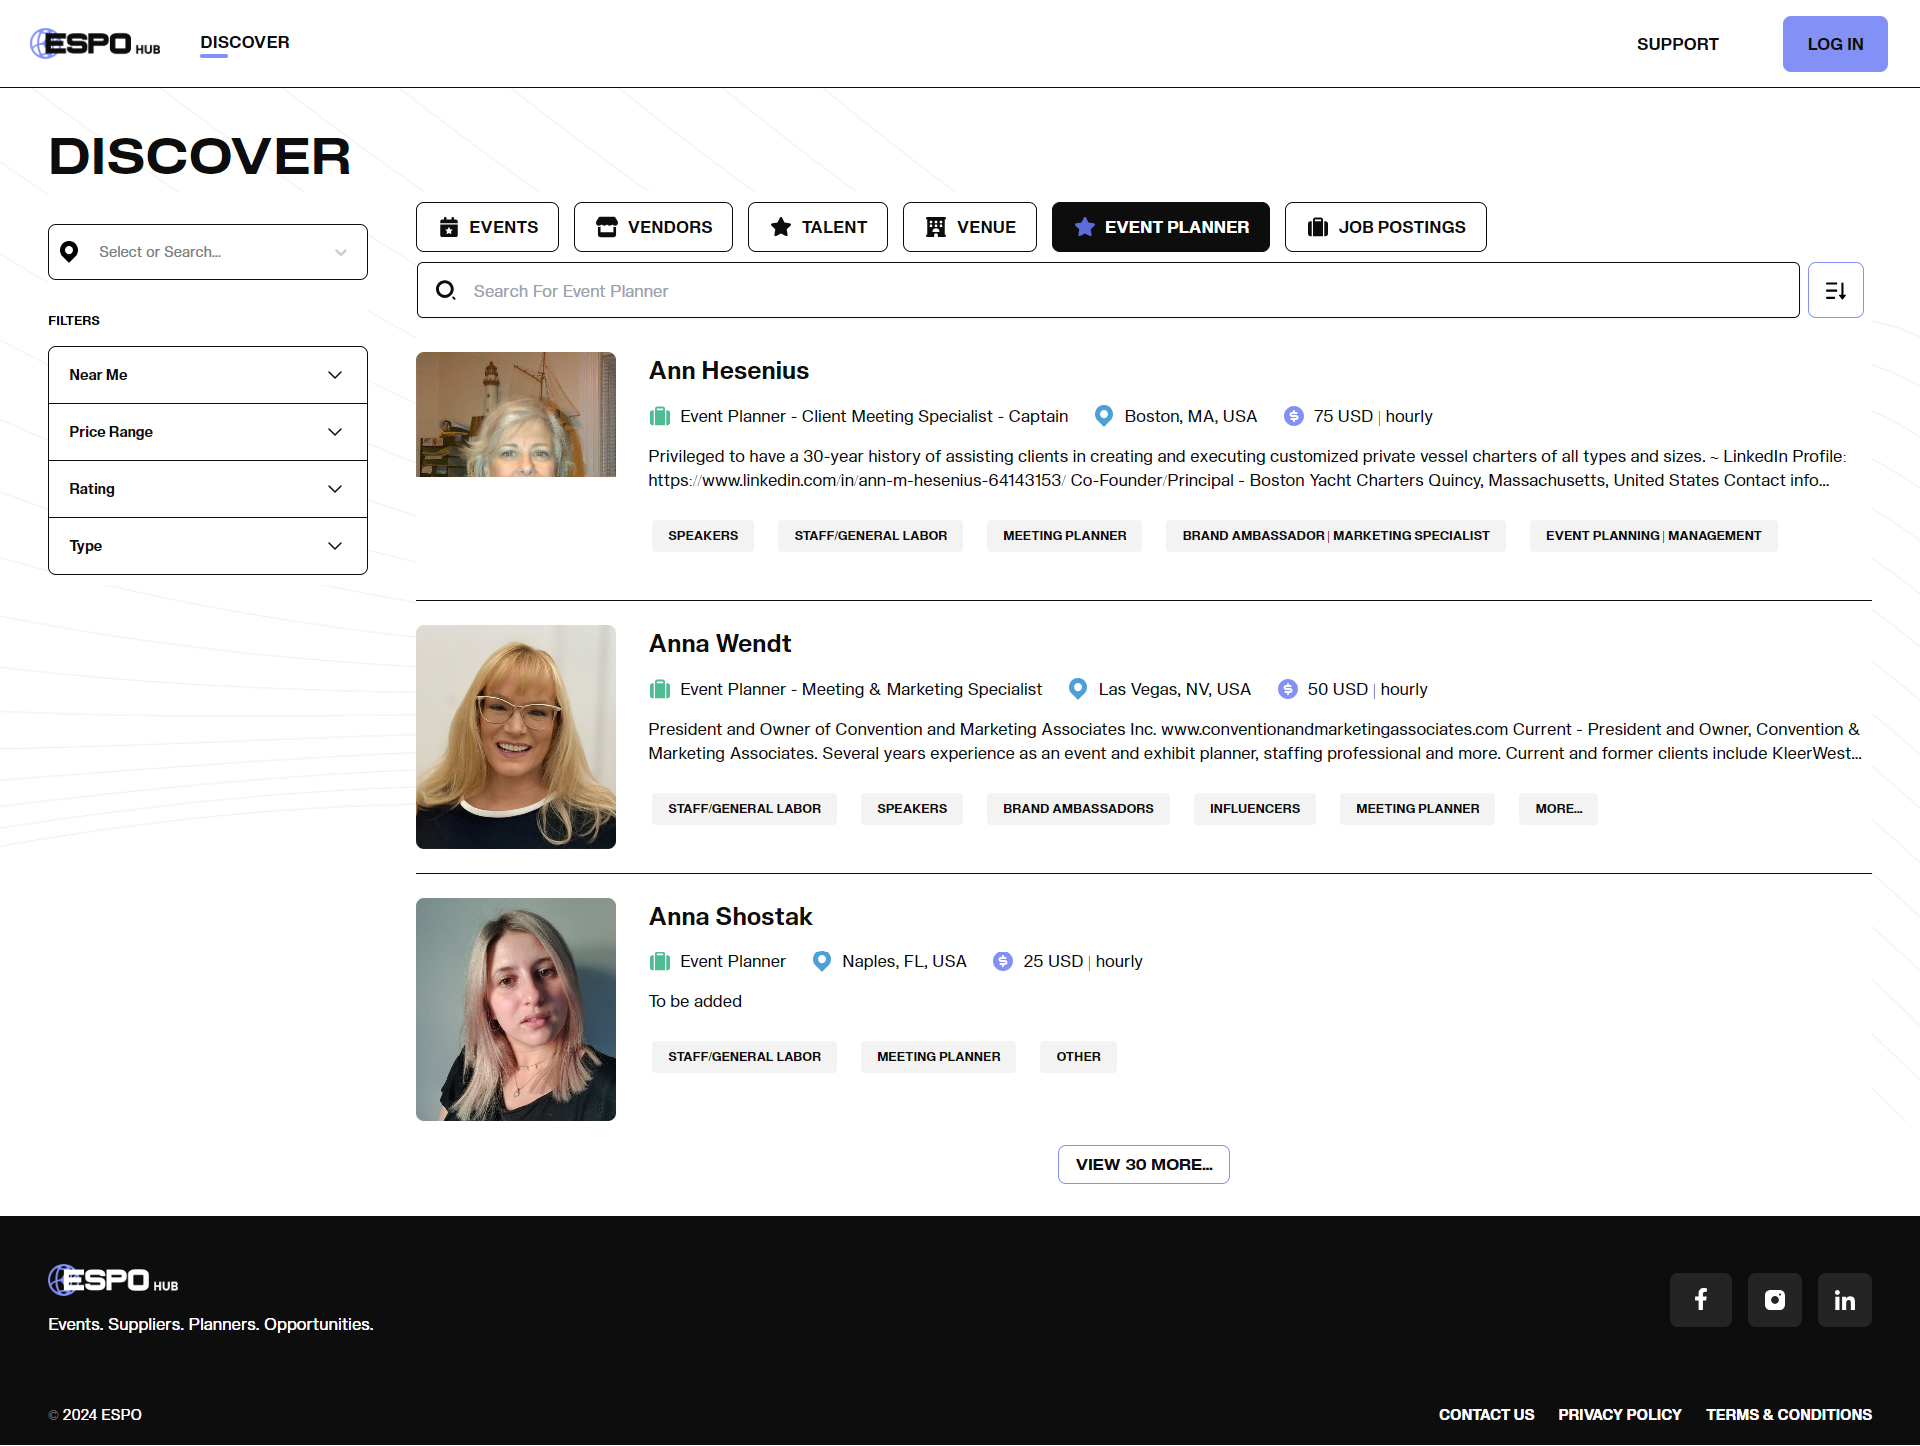 ESPO HUB
DISCOVER
SUPPORT
LOG IN
DISCOVER
Select or Search...
FILTERS
Near Me
Price Range
Rating
Type
EVENTS
VENDORS
TALENT
VENUE
EVENT PLANNER
JOB POSTINGS
Search For Event Planner
Ann Hesenius
Event Planner - Client Meeting Specialist - Captain
Boston, MA, USA
75 USD | hourly
Privileged to have a 30-year history of assisting clients in creating and executing customized private vessel charters of all types and sizes. ~ LinkedIn Profile:
https://www.linkedin.com/in/ann-m-hesenius-64143153/ Co-Founder/Principal - Boston Yacht Charters Quincy, Massachusetts, United States Contact info...
SPEAKERS
STAFF/GENERAL LABOR
MEETING PLANNER
BRAND AMBASSADOR | MARKETING SPECIALIST
EVENT PLANNING | MANAGEMENT
Anna Wendt
Event Planner - Meeting & Marketing Specialist
Las Vegas, NV, USA
50 USD | hourly
President and Owner of Convention and Marketing Associates Inc. www.conventionandmarketingassociates.com Current - President and Owner, Convention &
Marketing Associates. Several years experience as an event and exhibit planner, staffing professional and more. Current and former clients include KleerWest...
STAFF/GENERAL LABOR
SPEAKERS
BRAND AMBASSADORS
INFLUENCERS
MEETING PLANNER
MORE...
Anna Shostak
Event Planner
Naples, FL, USA
25 USD | hourly
To be added
STAFF/GENERAL LABOR
MEETING PLANNER
OTHER
VIEW 30 MORE...
ESPO HUB
Events. Suppliers. Planners. Opportunities.
© 2024 ESPO
CONTACT US
PRIVACY POLICY
TERMS & CONDITIONS